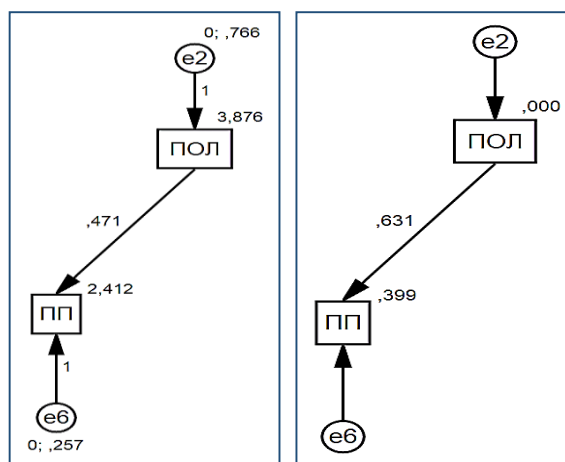 0; ,766
e2
1
3,876
ПОЛ
,471
2,412
ПП
1
e6
0; ,257
e2
,000
ПОЛ
,631
,399
ПП
e6